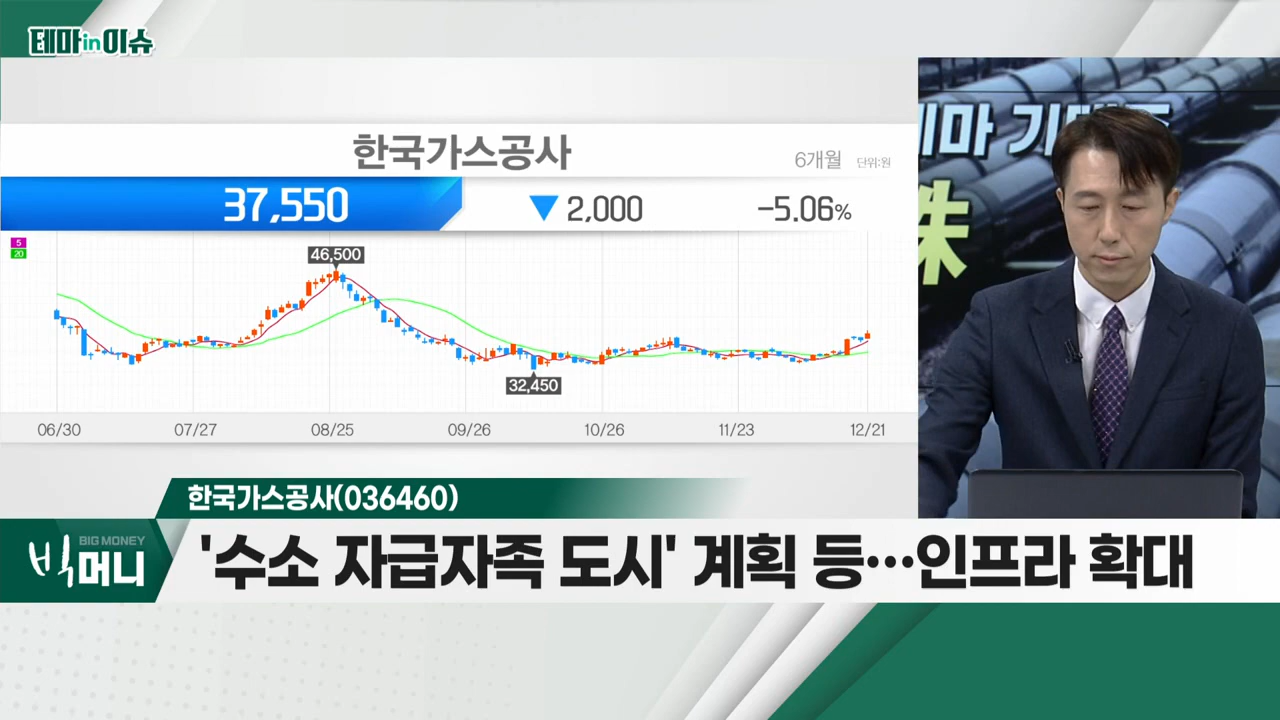 테마in이슈
한국가스공사
6개월 단위:원
37,550 ▼ 2,000 -5.06%
5
20
46,500
32,450
06/30 07/27 08/25 09/26 10/26 11/23 12/21
테마
株
한국가스공사(036460)
BIG MONEY
빅머니
'수소 자급자족 도시' 계획 등…인프라 확대